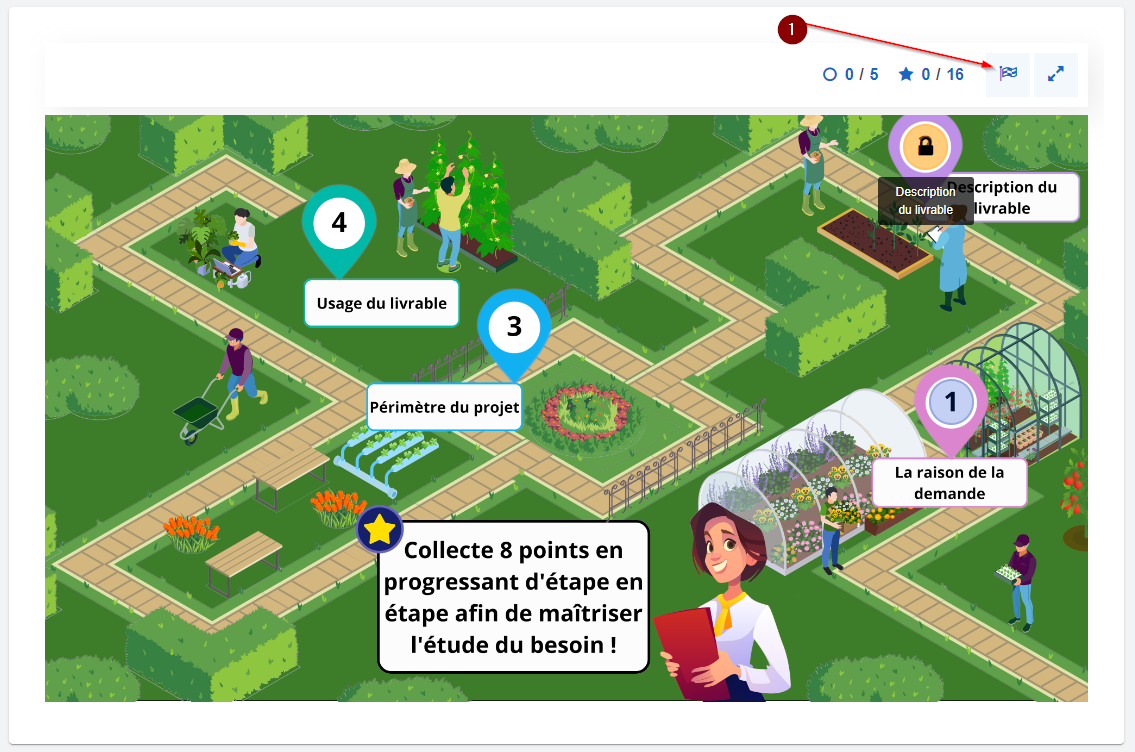 1
0 / 5
0 / 16
Description du
livrable
Description
du livrable
4
Usage du livrable
3
Périmètre du projet
1
La raison de la
demande
Collecte 8 points en
progressant d'étape en
étape afin de maîtriser
l'étude du besoin !